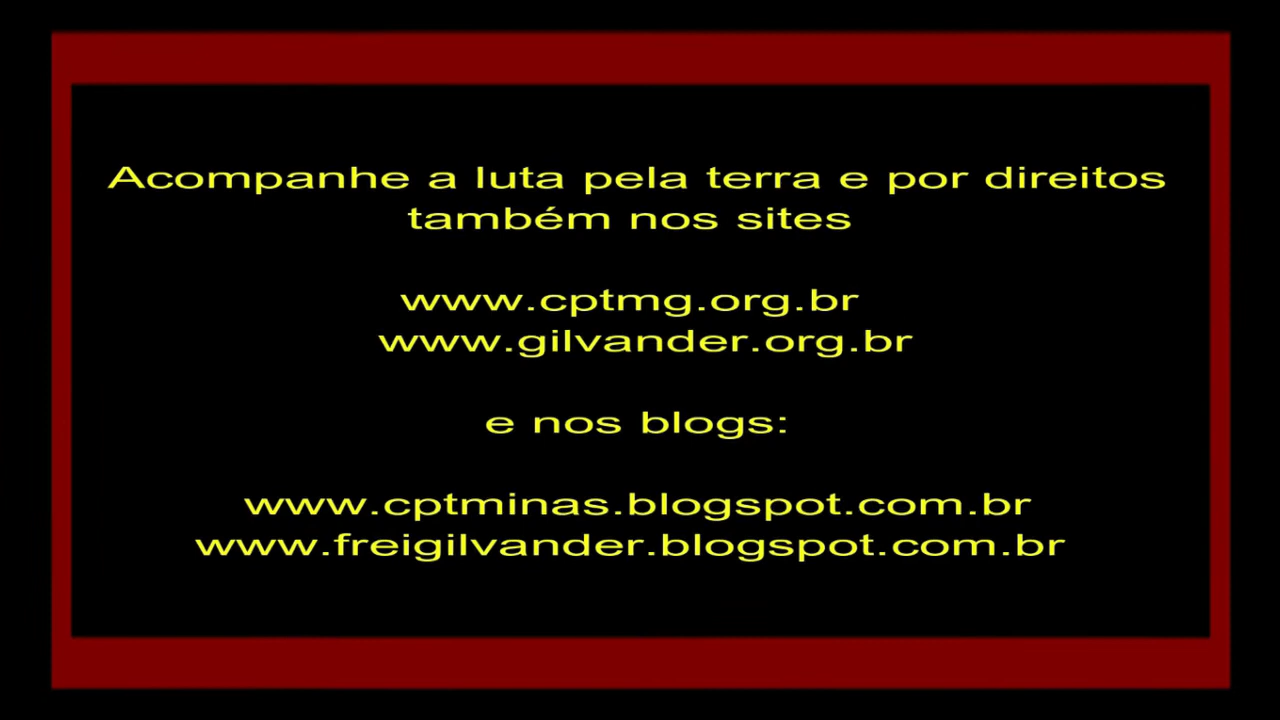 Acompanhe a luta pela terra e por direitos
também nos sites
www.cptmg.org.br
www.gilvander.org.br
e nos blogs:
www.cptminas.blogspot.com.br
www.freigilvander.blogspot.com.br